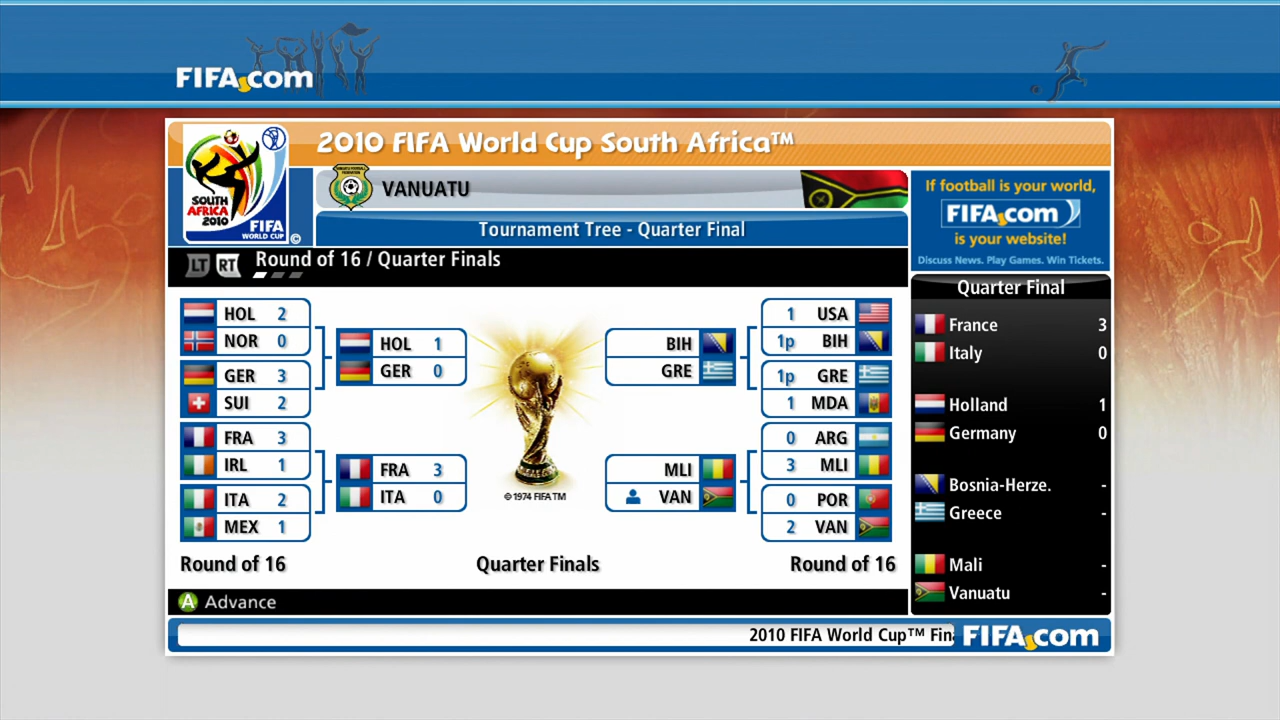 FIFA.com
2010 FIFA World Cup South Africa™
SOUTH
AFRICA
2010
FIFA
WORLD CUP
©
VANUATU
Tournament Tree - Quarter Final
If football is your world,
FIFA.com
is your website!
Discuss News. Play Games. Win Tickets.
LT RT Round of 16 / Quarter Finals
HOL 2
NOR 0
GER 3
SUI 2
FRA 3
IRL 1
ITA 2
MEX 1
Round of 16
HOL 1
GER 0
FRA 3
ITA 0
© 1974 FIFA TM
Quarter Finals
BIH
GRE
MLI
VAN
1 USA
1p BIH
1p GRE
1 MDA
0 ARG
3 MLI
0 POR
2 VAN
Round of 16
Quarter Final
France 3
Italy 0
Holland 1
Germany 0
Bosnia-Herze. -
Greece -
Mali -
Vanuatu -
A Advance
2010 FIFA World Cup™ Fin
FIFA.com